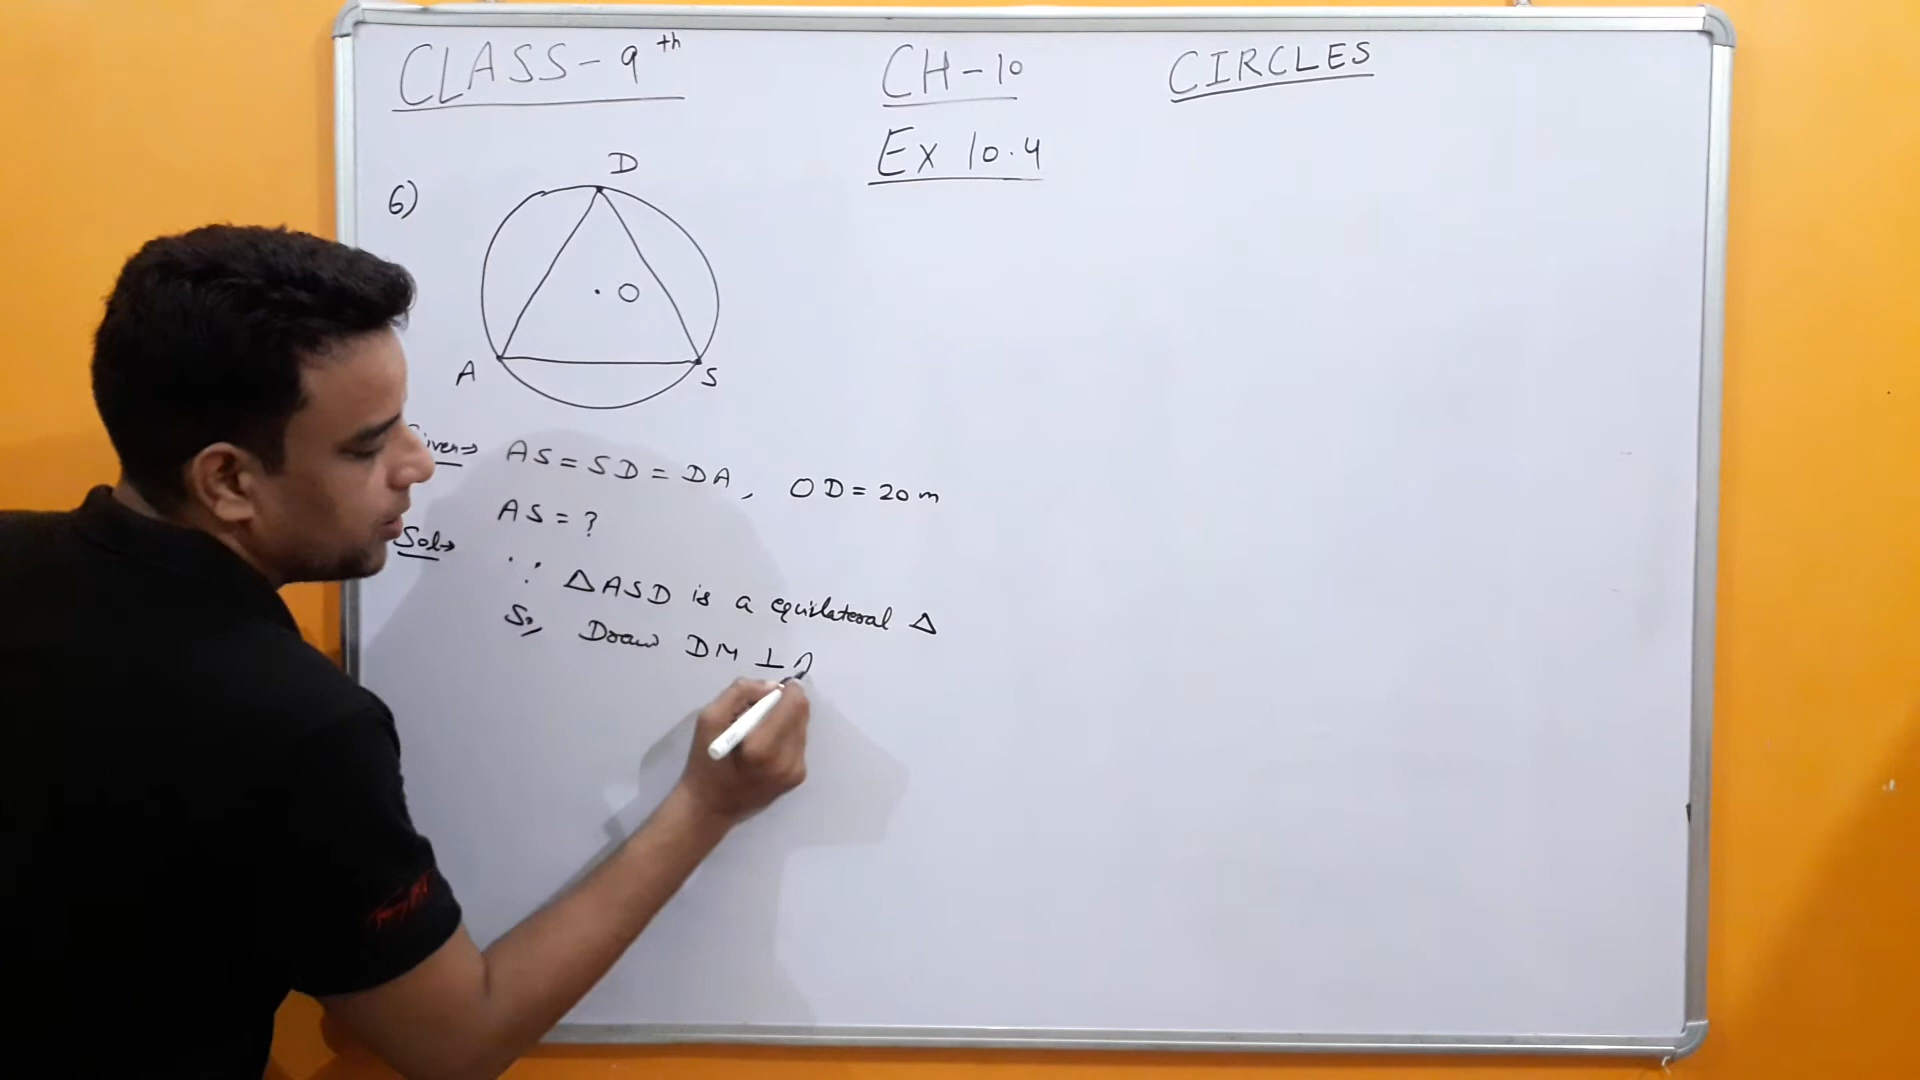 CLASS-9th CH-10 CIRCLES
Ex 10.4
6)
D
O
A
S
AS = SD = DA, OD = 20 m
AS = ?
Sol→
∵ ΔASD is a equilateral Δ
So, Draw DM ⊥ A